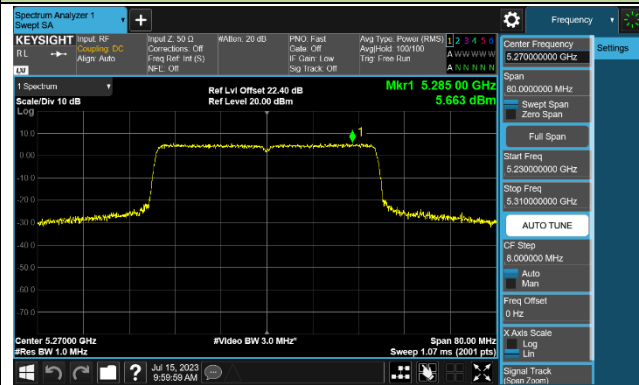 Spectrum Analyzer 1
Swept SA
+
Frequency
KEYSIGHT
RL
LXI
Input: RF
Coupling: DC
Align: Auto
Input Z: 50 Ω
Corrections: Off
Freq Ref: Int (S)
NFE: Off
#Atten: 20 dB
PNO: Fast
Gate: Off
IF Gain: Low
Sig Track: Off
Avg Type: Power (RMS)
Avg|Hold: 100/100
Trig: Free Run
1 2 3 4 5 6
A W W W W W
A N N N N N
Center Frequency
5.270000000 GHz
Settings
Span
80.0000000 MHz
Swept Span
Zero Span
Full Span
Start Freq
5.230000000 GHz
Stop Freq
5.310000000 GHz
AUTO TUNE
CF Step
8.000000 MHz
Auto
Man
Freq Offset
0 Hz
X Axis Scale
Log
Lin
Signal Track
(Span Zoom)
1 Spectrum
Scale/Div 10 dB
Log
Ref Lvl Offset 22.40 dB
Ref Level 20.00 dBm
Mkr1 5.285 00 GHz
5.663 dBm
1
10.0
0.00
-10.0
-20.0
-30.0
-40.0
-50.0
-60.0
-70.0
Center 5.27000 GHz
#Res BW 1.0 MHz
#Video BW 3.0 MHz*
Span 80.00 MHz
Sweep 1.07 ms (2001 pts)
?
Jul 15, 2023
9:59:59 AM